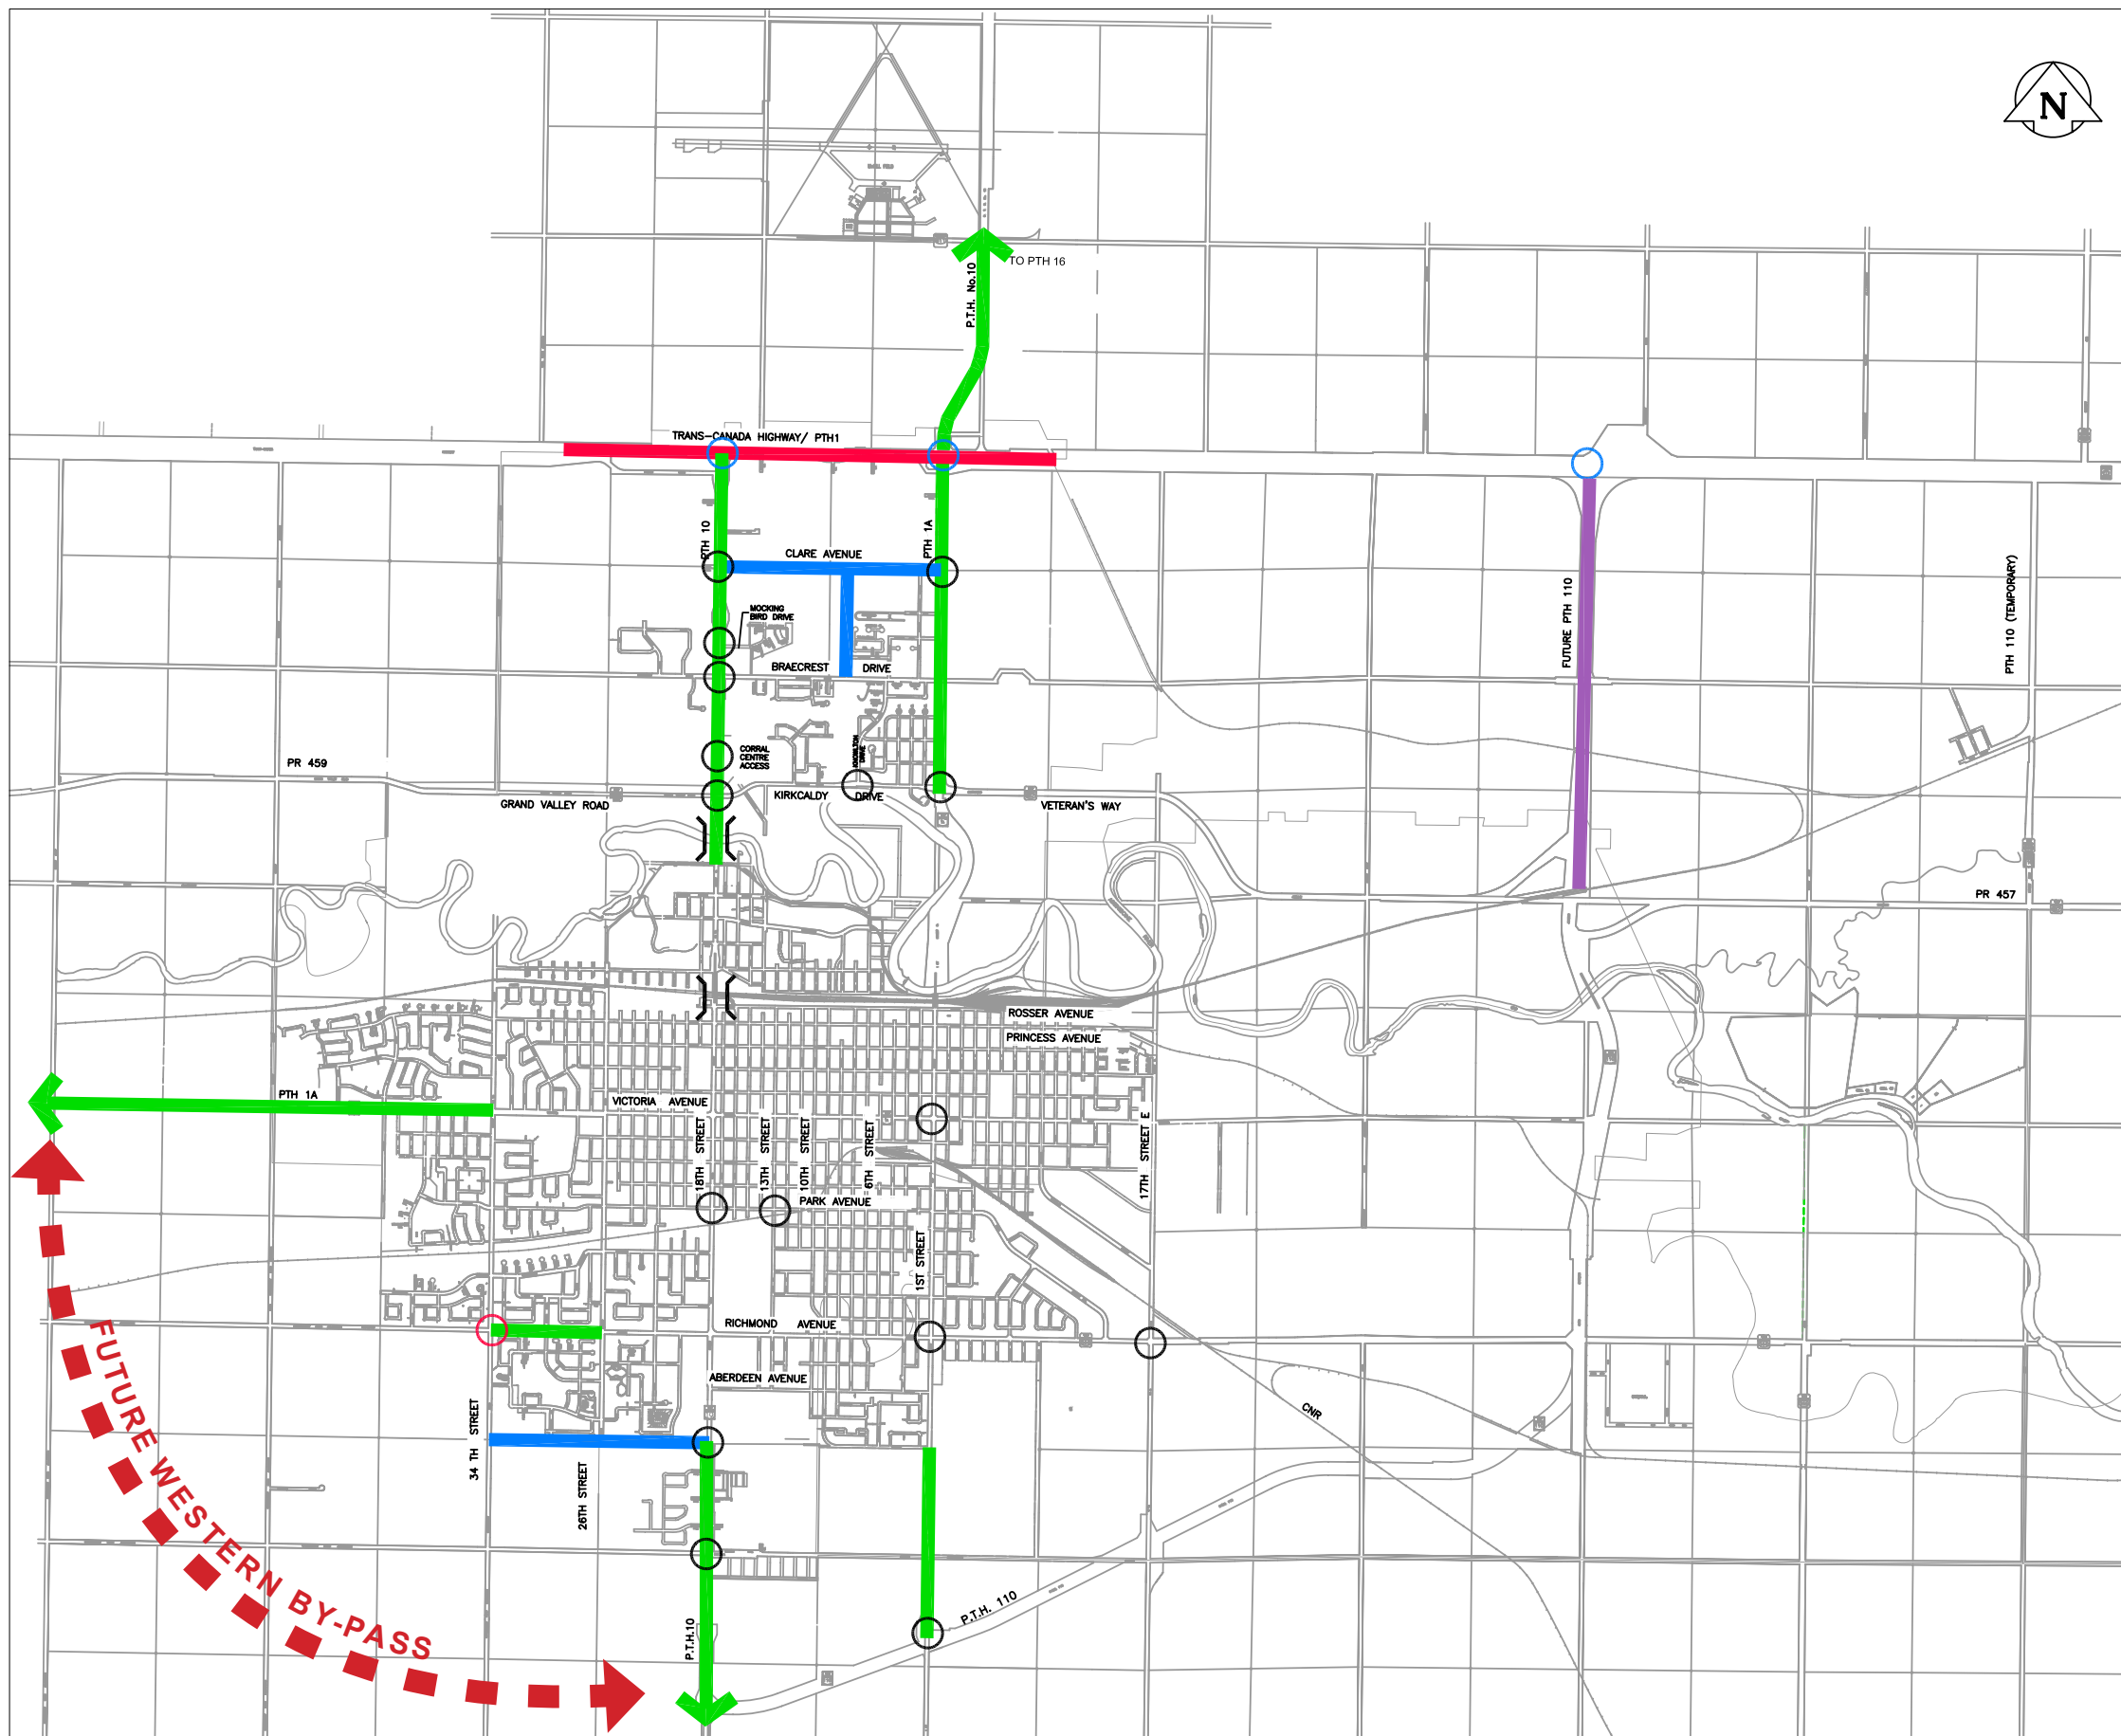 N
TO PTH 16
P.T.H. No.10
TRANS-CANADA HIGHWAY/ PTH1
PTH 10
PTH 1A
CLARE AVENUE
MOCKING
BIRD DRIVE
BRAECREST DRIVE
FUTURE PTH 110
PTH 110 (TEMPORARY)
CORRAL
CENTRE
ACCESS
KNOWLTON
DRIVE
PR 459
GRAND VALLEY ROAD
KIRKCALDY DRIVE
VETERAN'S WAY
PR 457
ROSSER AVENUE
PRINCESS AVENUE
PTH 1A
VICTORIA AVENUE
18TH STREET
13TH STREET
10TH STREET
6TH STREET
17TH STREET E
PARK AVENUE
1ST STREET
RICHMOND AVENUE
ABERDEEN AVENUE
34 TH STREET
26TH STREET
CNR
FUTURE WESTERN BY-PASS
P.T.H.10
P.T.H. 110